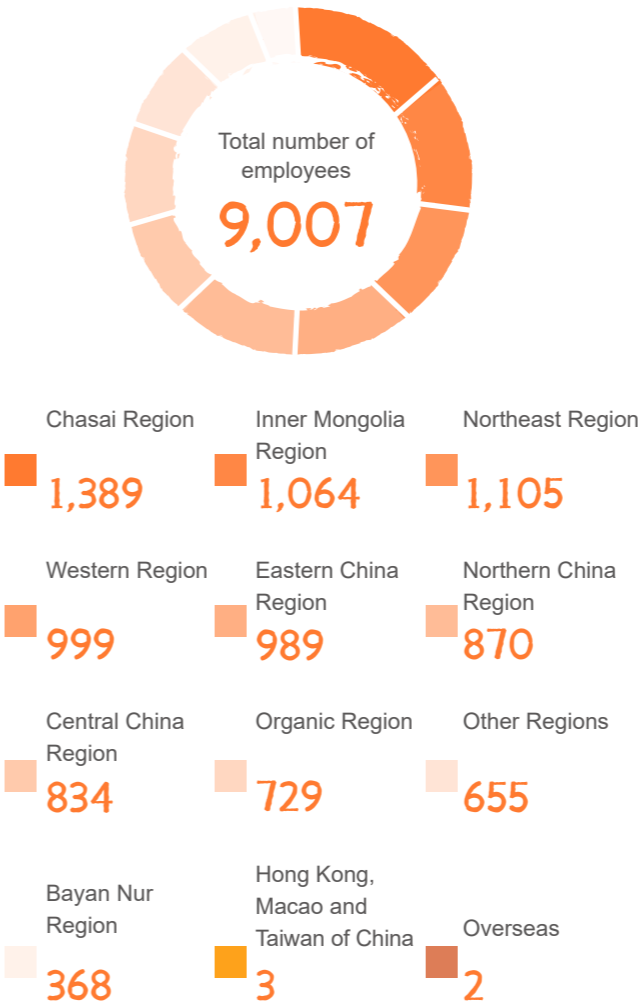 Total number of
employees
9,007
Chasai Region
1,389
Inner Mongolia
Region
1,064
Northeast Region
1,105
Western Region
999
Eastern China
Region
989
Northern China
Region
870
Central China
Region
834
Organic Region
729
Other Regions
655
Bayan Nur
Region
368
Hong Kong,
Macao and
Taiwan of China
3
Overseas
2